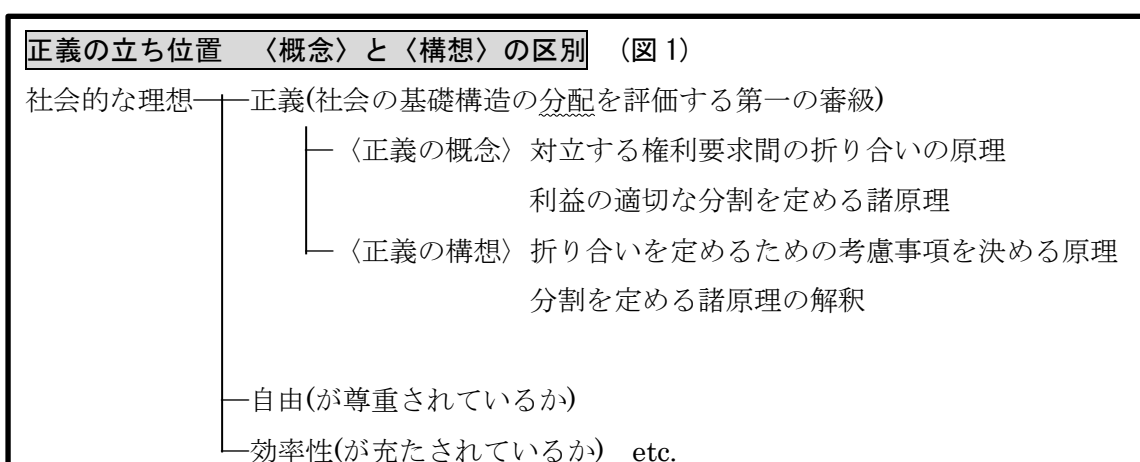 正義の立ち位置　〈概念〉と〈構想〉の区別　(図1)
社会的な理想 正義(社会の基礎構造の分配を評価する第一の審級)
〈正義の概念〉対立する権利要求間の折り合いの原理
利益の適切な分割を定める諸原理
〈正義の構想〉折り合いを定めるための考慮事項を決める原理
分割を定める諸原理の解釈
自由(が尊重されているか)
効率性(が充たされているか)　etc.